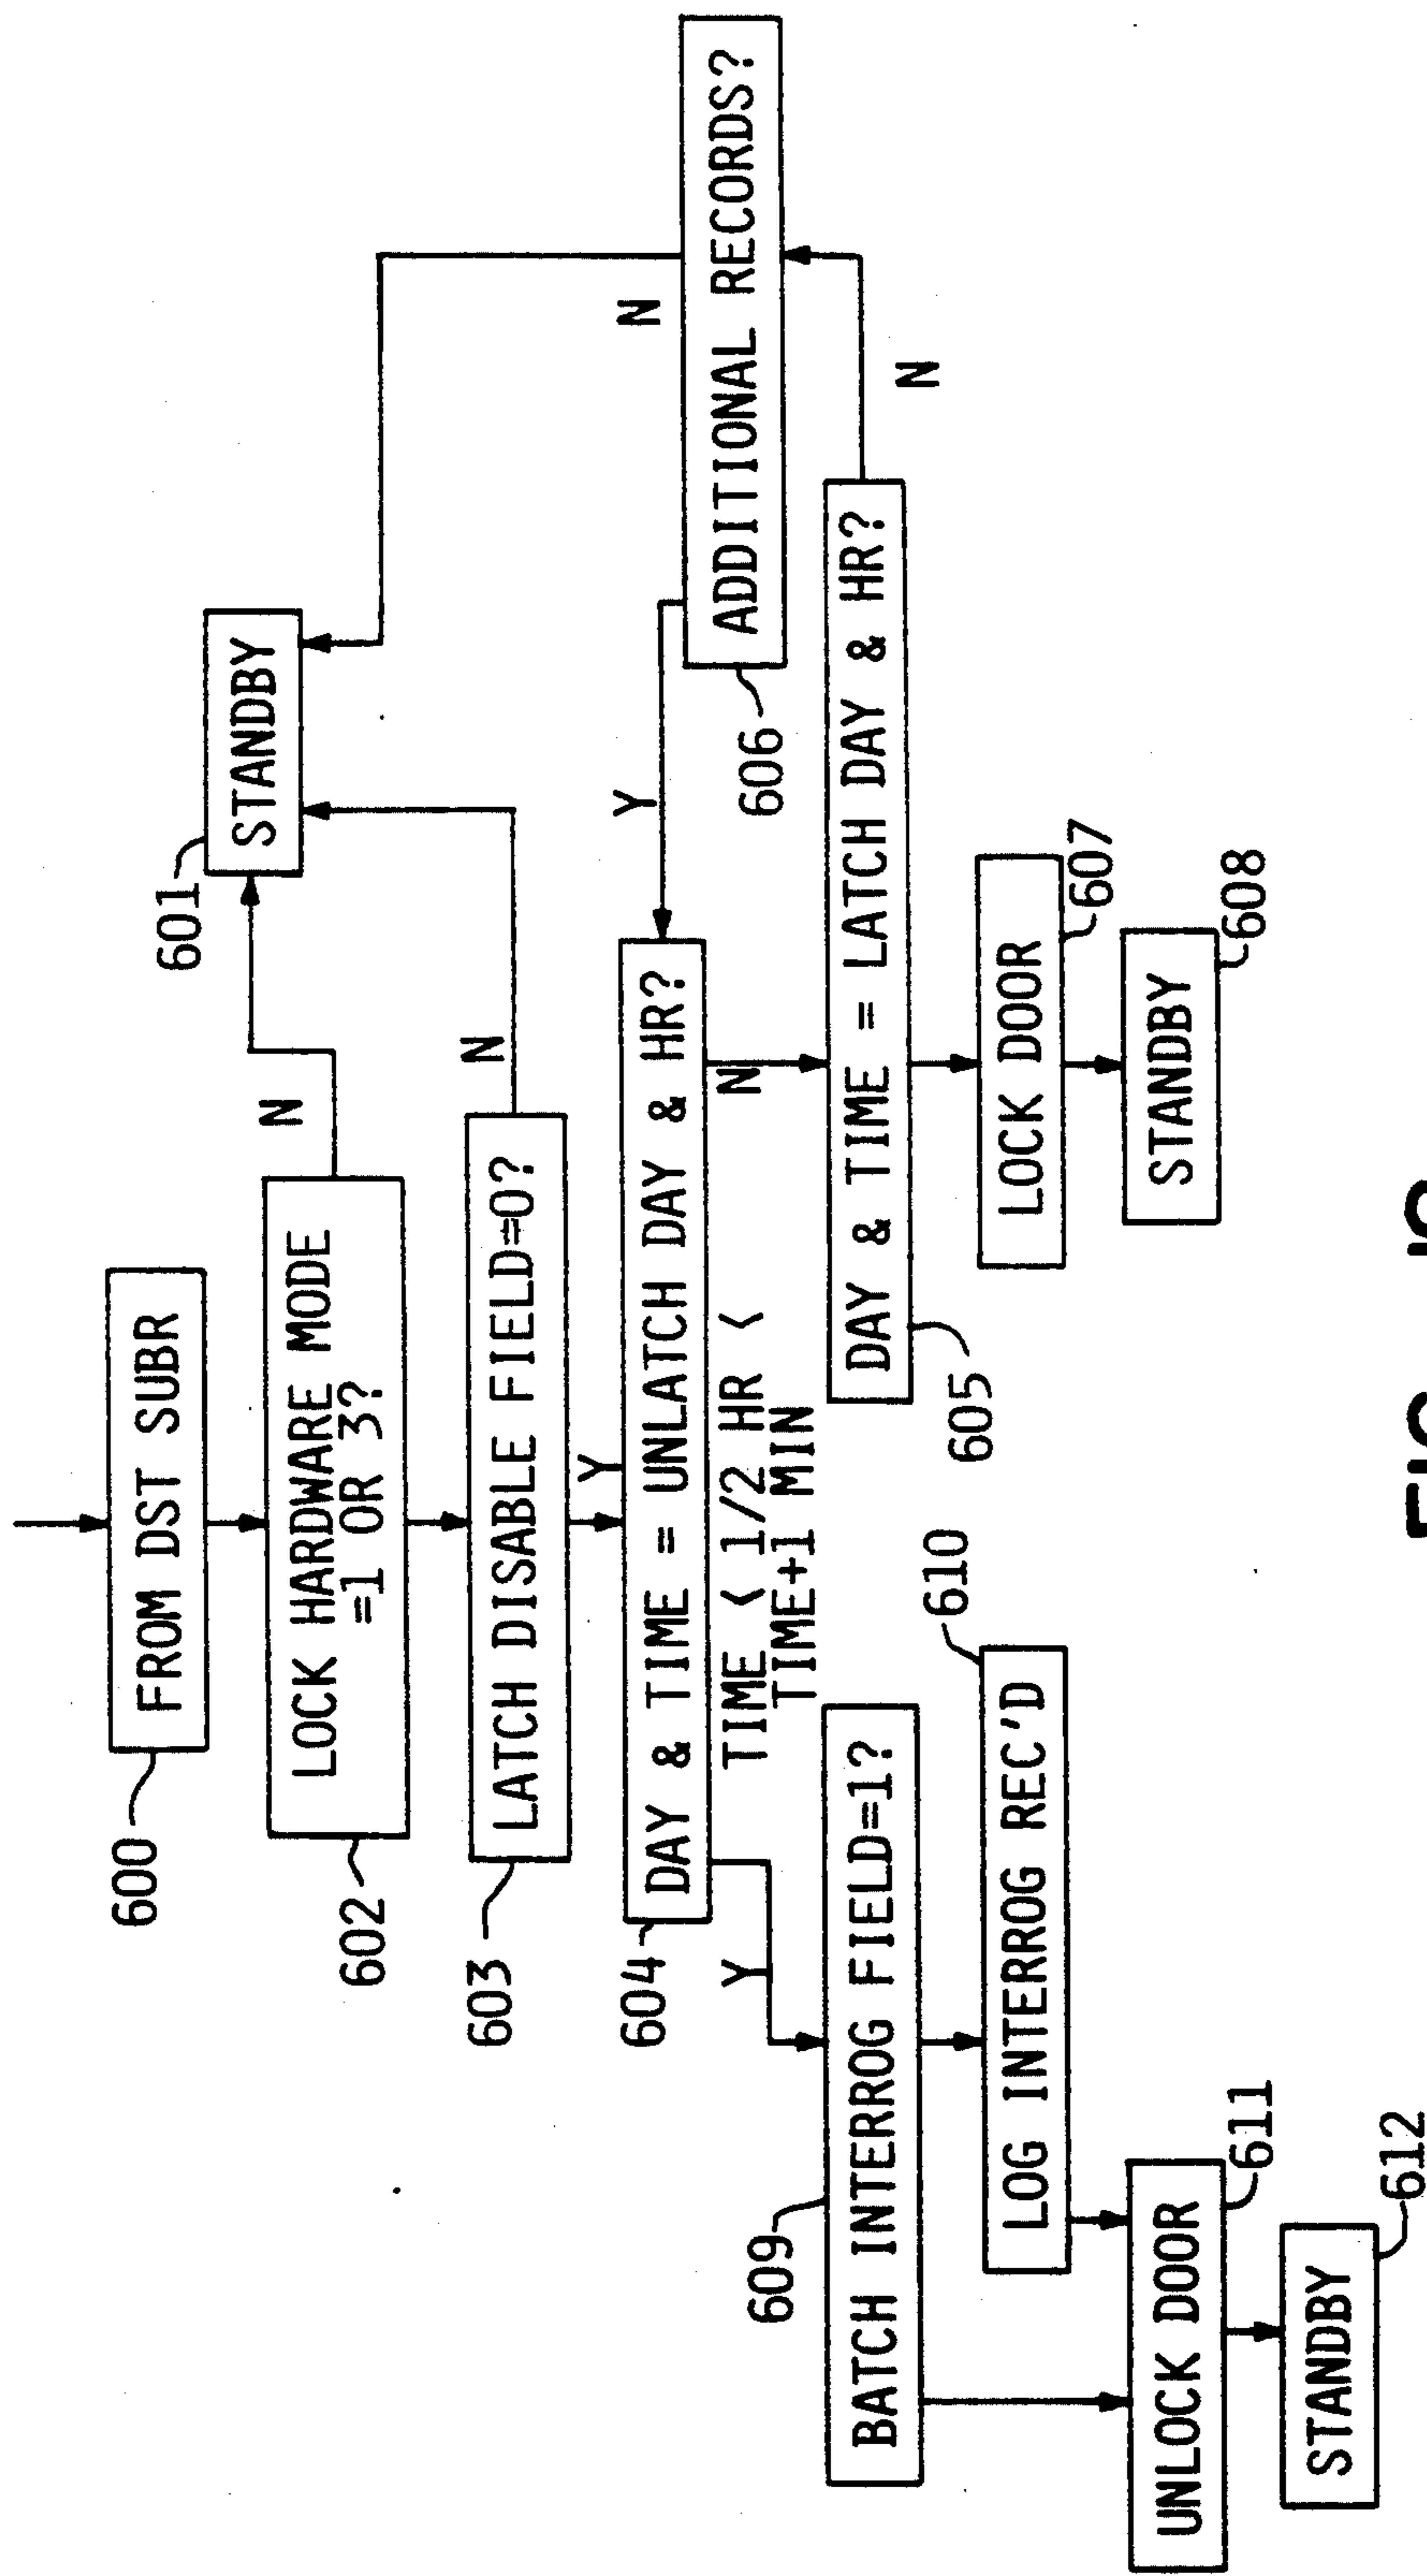 600
FROM DST SUBR
601
STANDBY
602
LOCK HARDWARE MODE
=1 OR 3?
N
603
LATCH DISABLE FIELD=0?
N
Y
604
DAY & TIME = UNLATCH DAY & HR?
Y
N
Y
N
ADDITIONAL RECORDS?
606
TIME < 1/2 HR <
TIME+1 MIN
N
609
BATCH INTERROG FIELD=1?
605
DAY & TIME = LATCH DAY & HR?
610
LOG INTERROG REC'D
LOCK DOOR
607
UNLOCK DOOR
611
STANDBY
608
STANDBY
612